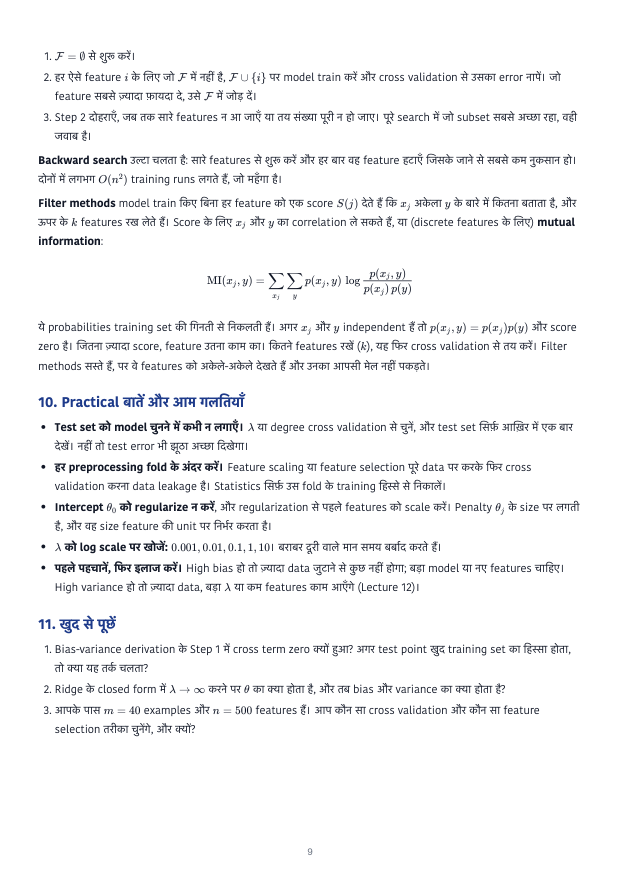 1. $\mathcal{F} = \emptyset$ से शुरू करें।
2. हर ऐसे feature $i$ के लिए जो $\mathcal{F}$ में नहीं है, $\mathcal{F} \cup \{i\}$ पर model train करें और cross validation से उसका error नापें। जो
feature सबसे ज़्यादा फ़ायदा दे, उसे $\mathcal{F}$ में जोड़ दें।
3. Step 2 दोहराएँ, जब तक सारे features न आ जाएँ या तय संख्या पूरी न हो जाए। पूरे search में जो subset सबसे अच्छा रहा, वही
जवाब है।
Backward search उल्टा चलता है: सारे features से शुरू करें और हर बार वह feature हटाएँ जिसके जाने से सबसे कम नुकसान हो।
दोनों में लगभग $O(n^2)$ training runs लगते हैं, जो महँगा है।
Filter methods model train किए बिना हर feature को एक score $S(j)$ देते हैं कि $x_j$ अकेला $y$ के बारे में कितना बताता है, और
ऊपर के $k$ features रख लेते हैं। Score के लिए $x_j$ और $y$ का correlation ले सकते हैं, या (discrete features के लिए) mutual
information:
$\mathrm{MI}(x_j, y) = \sum_{x_j} \sum_{y} p(x_j, y) \log \frac{p(x_j, y)}{p(x_j)\, p(y)}$
ये probabilities training set की गिनती से निकलती हैं। अगर $x_j$ और $y$ independent हैं तो $p(x_j, y) = p(x_j)p(y)$ और score
zero है। जितना ज़्यादा score, feature उतना काम का। कितने features रखें ($k$), यह फिर cross validation से तय करें। Filter
methods सस्ते हैं, पर वे features को अकेले-अकेले देखते हैं और उनका आपसी मेल नहीं पकड़ते।
10. Practical बातें और आम गलतियाँ
• Test set को model चुनने में कभी न लगाएँ। $\lambda$ या degree cross validation से चुनें, और test set सिर्फ़ आख़िर में एक बार
देखें। नहीं तो test error भी झूठा अच्छा दिखेगा।
• हर preprocessing fold के अंदर करें। Feature scaling या feature selection पूरे data पर करके फिर cross
validation करना data leakage है। Statistics सिर्फ़ उस fold के training हिस्से से निकालें।
• Intercept $\theta_0$ को regularize न करें, और regularization से पहले features को scale करें। Penalty $\theta_j$ के size पर लगती
है, और वह size feature की unit पर निर्भर करता है।
• $\lambda$ को log scale पर खोजें: $0.001, 0.01, 0.1, 1, 10$। बराबर दूरी वाले मान समय बर्बाद करते हैं।
• पहले पहचानें, फिर इलाज करें। High bias हो तो ज़्यादा data जुटाने से कुछ नहीं होगा; बड़ा model या नए features चाहिए।
High variance हो तो ज़्यादा data, बड़ा $\lambda$ या कम features काम आएँगे (Lecture 12)।
11. खुद से पूछें
1. Bias-variance derivation के Step 1 में cross term zero क्यों हुआ? अगर test point खुद training set का हिस्सा होता,
तो क्या यह तर्क चलता?
2. Ridge के closed form में $\lambda \to \infty$ करने पर $\theta$ का क्या होता है, और तब bias और variance का क्या होता है?
3. आपके पास $m = 40$ examples और $n = 500$ features हैं। आप कौन सा cross validation और कौन सा feature
selection तरीका चुनेंगे, और क्यों?
9